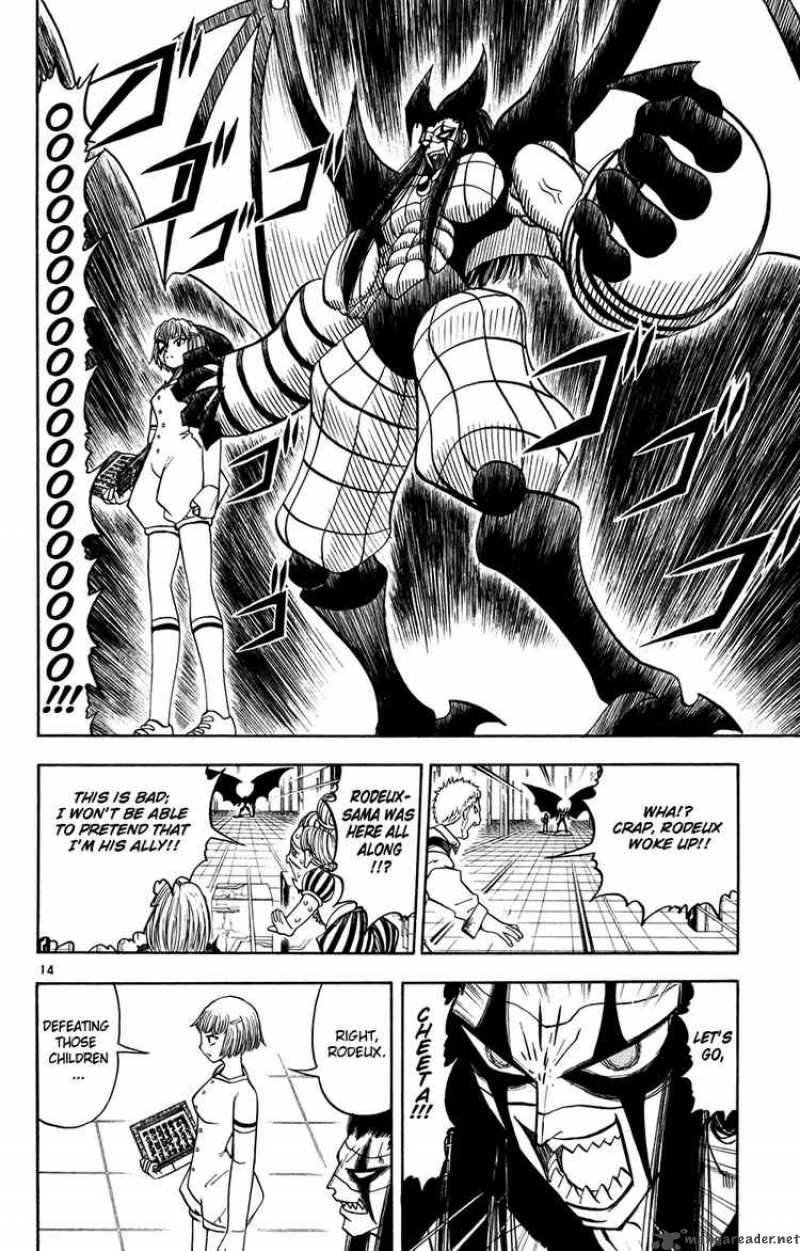 ゴゴゴ
OOOOOOOOOOOOOOOOOOOOO!!!
ゴゴゴ
ゴゴ
WHA!?
CRAP, RODEUX
WOKE UP!!
RODEUX-
SAMA WAS
HERE ALL
ALONG
!!?
THIS IS BAD;
I WON'T BE ABLE
TO PRETEND THAT
I'M HIS ALLY!!
14
LET'S
GO,
CHEETA!!!
RIGHT,
RODEUX.
DEFEATING
THOSE
CHILDREN
...
mangareader.net